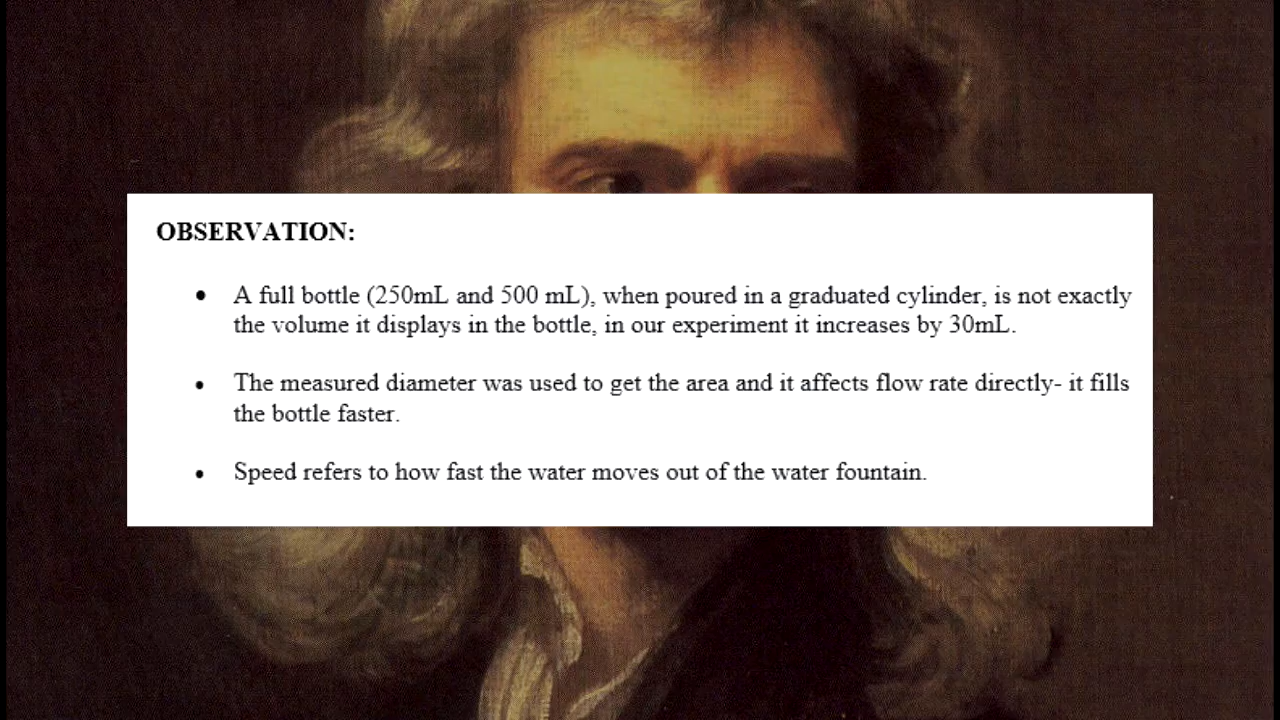 OBSERVATION:
• A full bottle (250mL and 500 mL), when poured in a graduated cylinder, is not exactly
the volume it displays in the bottle, in our experiment it increases by 30mL.
• The measured diameter was used to get the area and it affects flow rate directly- it fills
the bottle faster.
• Speed refers to how fast the water moves out of the water fountain.